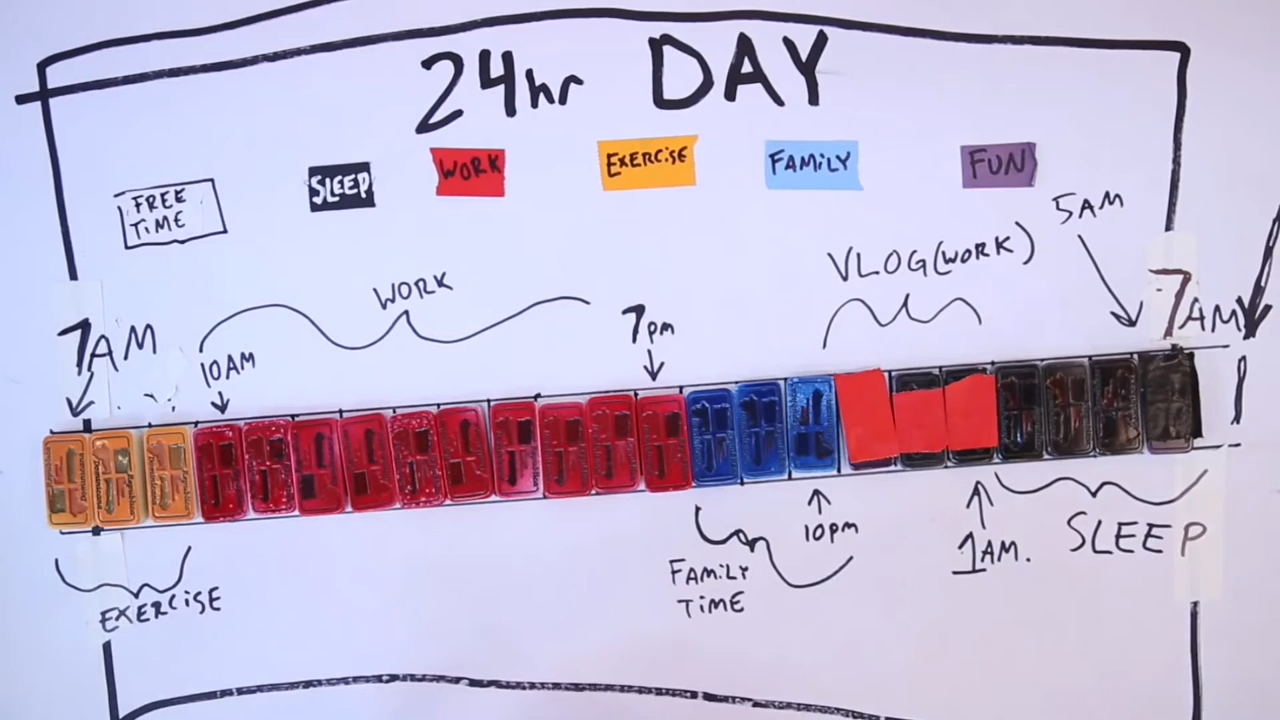 24hr DAY
FREE
TIME
SLEEP
WORK
EXERCISE
FAMILY
FUN
5AM
VLOG(WORK)
WORK
7AM
10AM
7pm
7AM
EXERCISE
FAMILY
TIME
10pm
1AM.
SLEEP